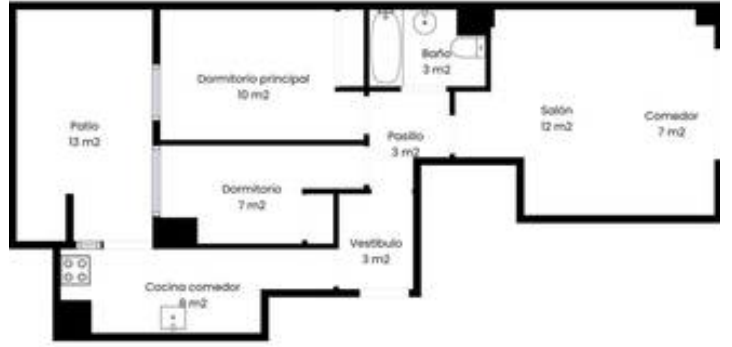 Baño
3 m2
Dormitorio principal
10 m2
Salón
12 m2
Comedor
7 m2
Patio
13 m2
Pasillo
3 m2
Dormitorio
7 m2
Vestíbulo
3 m2
Cocina comedor
8 m2